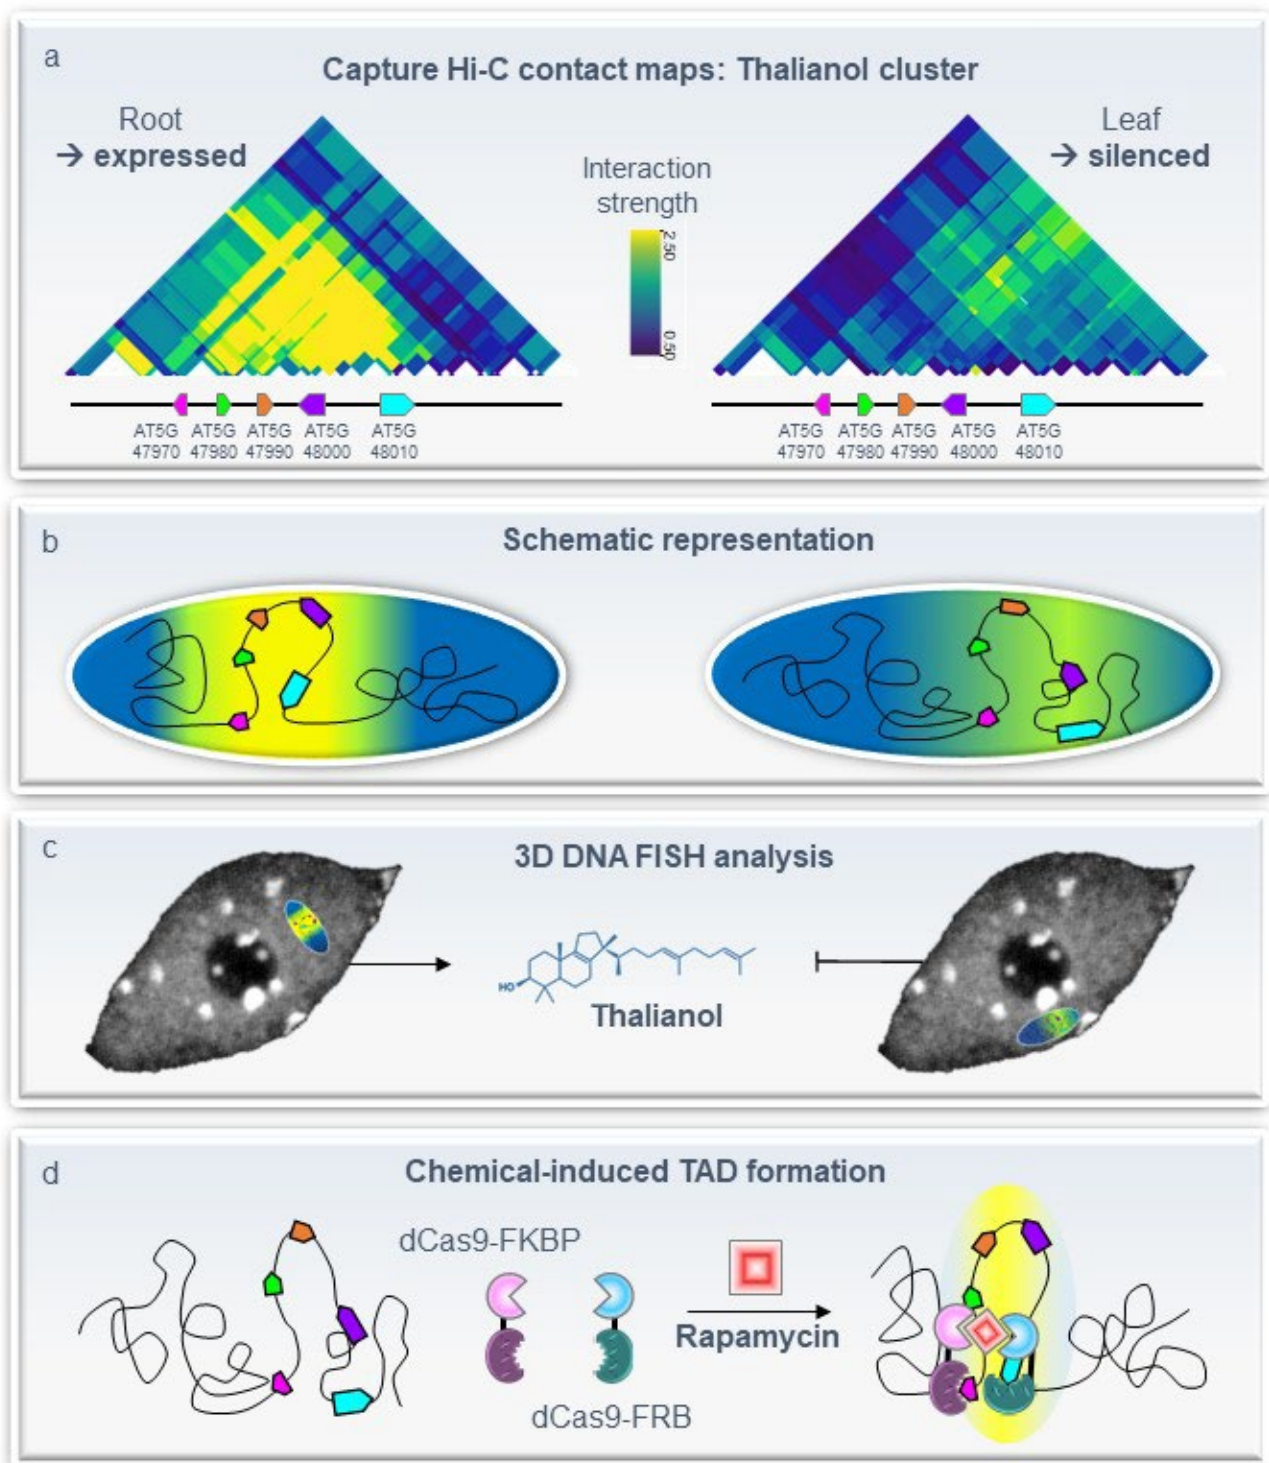 a
Capture Hi-C contact maps: Thalianol cluster
Root
→ expressed
Leaf
→ silenced
Interaction
strength
2.50
0.50
AT5G AT5G AT5G AT5G AT5G
47970 47980 47990 48000 48010
AT5G AT5G AT5G AT5G AT5G
47970 47980 47990 48000 48010
b
Schematic representation
c
3D DNA FISH analysis
HO
Thalianol
d
Chemical-induced TAD formation
dCas9-FKBP
Rapamycin
dCas9-FRB